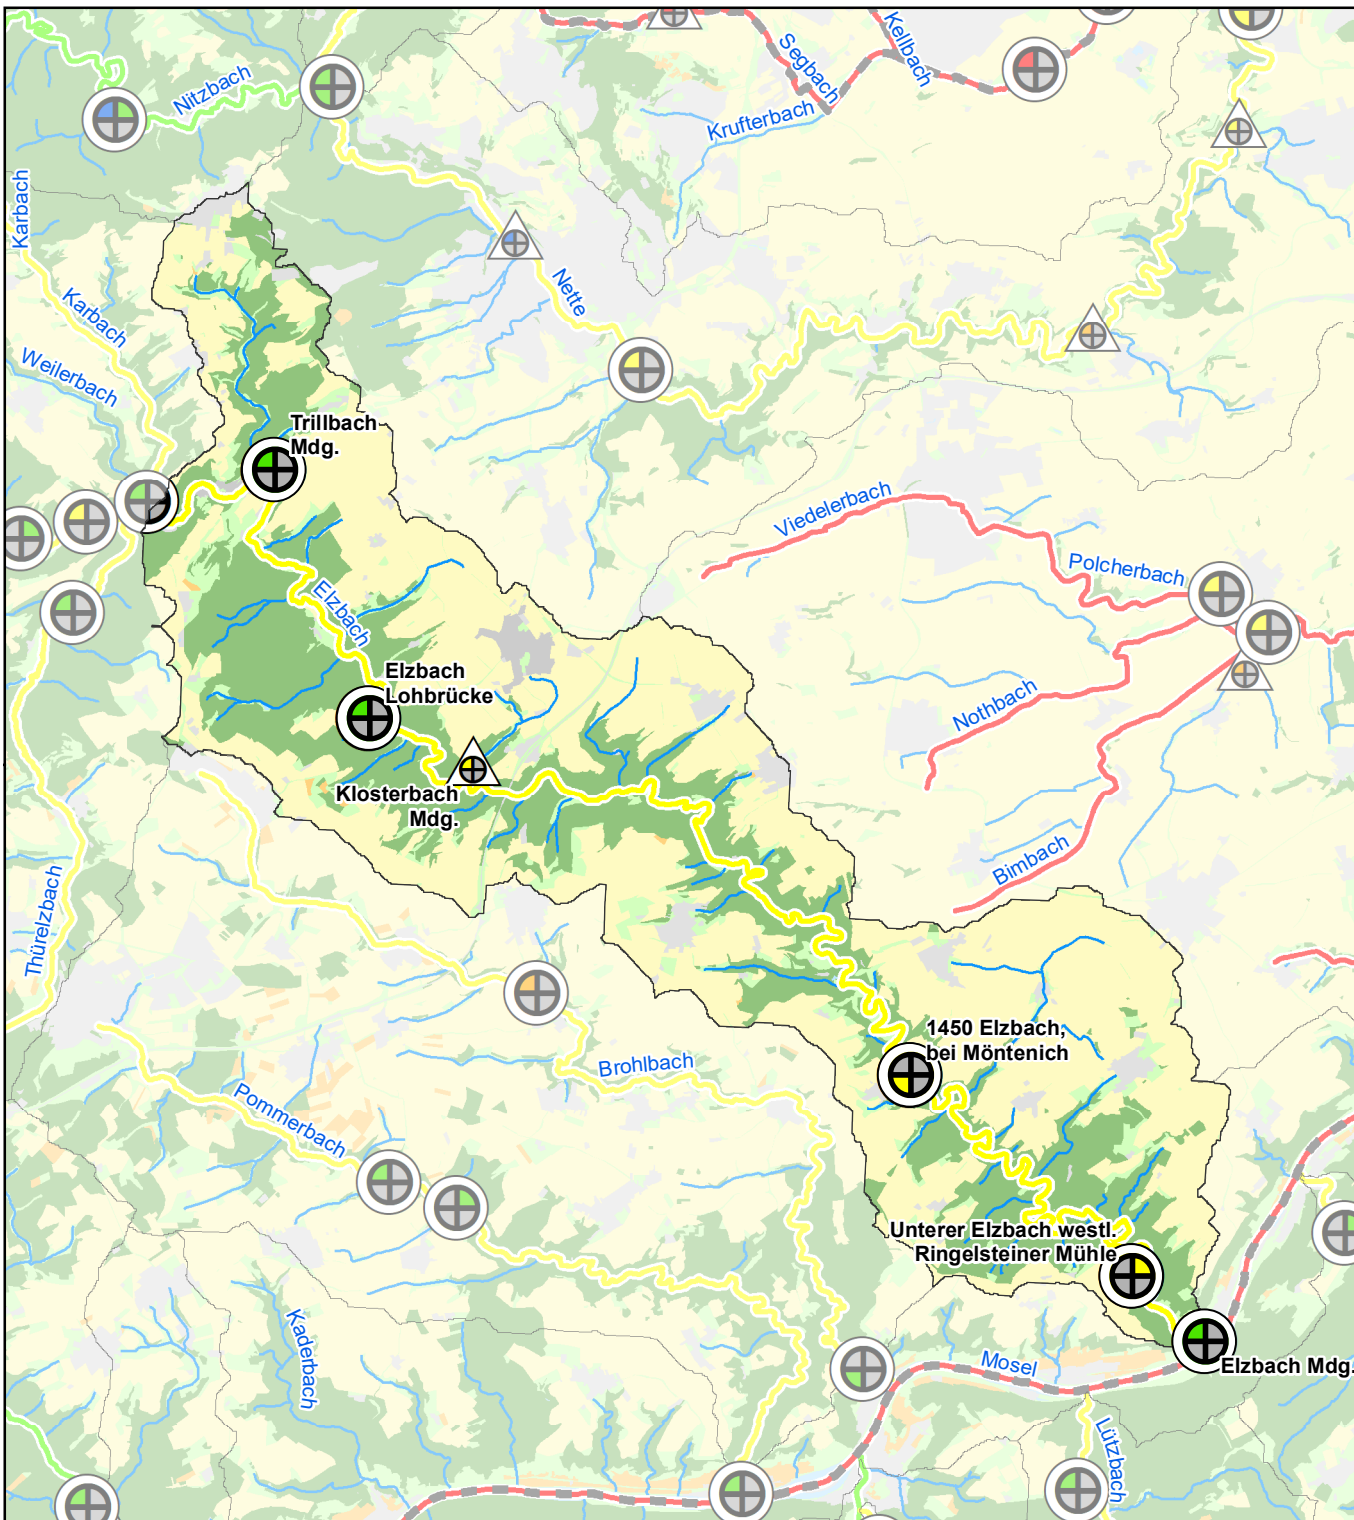 Nitzbach
Segbach
Kellbach
Krufterbach
Karbach
Karbach
Weilerbach
Nette
Trillbach
Mdg.
Viedelerbach
Polcherbach
Elzbach
Elzbach
Lohbrücke
Nothbach
Klosterbach
Mdg.
Bimbach
Thürelzbach
1450 Elzbach,
bei Möntenich
Brohlbach
Pommerbach
Unterer Elzbach westl.
Ringelsteiner Mühle
Kaderbach
Mosel
Elzbach Mdg.
Lützbach